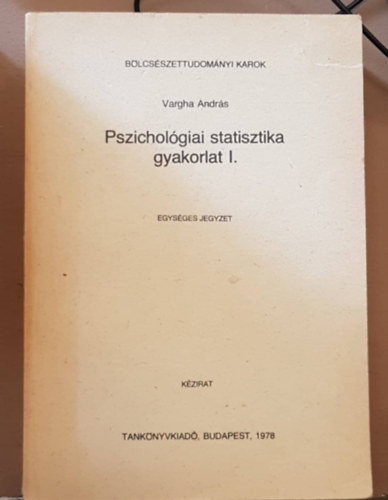 BÖLCSÉSZETTUDOMÁNYI KAROK
Vargha András
Pszichológiai statisztika
gyakorlat I.
EGYSÉGES JEGYZET
KÉZIRAT
TANKÖNYVKIADÓ, BUDAPEST, 1978